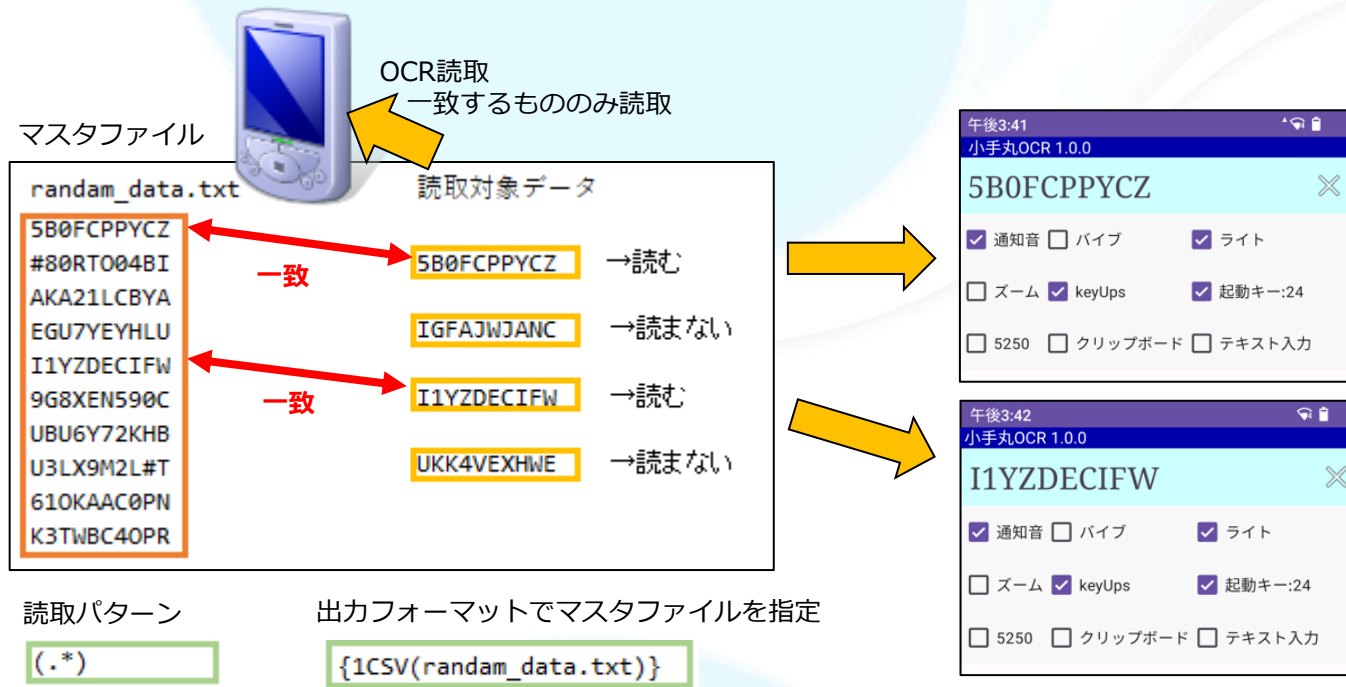 OCR読取
一致するもののみ読取
マスタファイル
randam_data.txt
5B0FCPPYCZ
#80RTO04BI
AKA21LCBYA
EGU7YEYHLU
I1YZDECIFW
9G8XEN590C
UBU6Y72KHB
U3LX9M2L#T
61OKAAC0PN
K3TWBC4OPR
一致
一致
読取対象データ
5B0FCPPYCZ →読む
IGFAJWJANC →読まない
I1YZDECIFW →読む
UKK4VEXHWE →読まない
読取パターン
(.*)
出力フォーマットでマスタファイルを指定
{1CSV(randam_data.txt)}
午後3:41
小手丸OCR 1.0.0
5B0FCPPYCZ
通知音 バイブ ライト
ズーム keyUps 起動キー:24
5250 クリップボード テキスト入力
午後3:42
小手丸OCR 1.0.0
I1YZDECIFW
通知音 バイブ ライト
ズーム keyUps 起動キー:24
5250 クリップボード テキスト入力